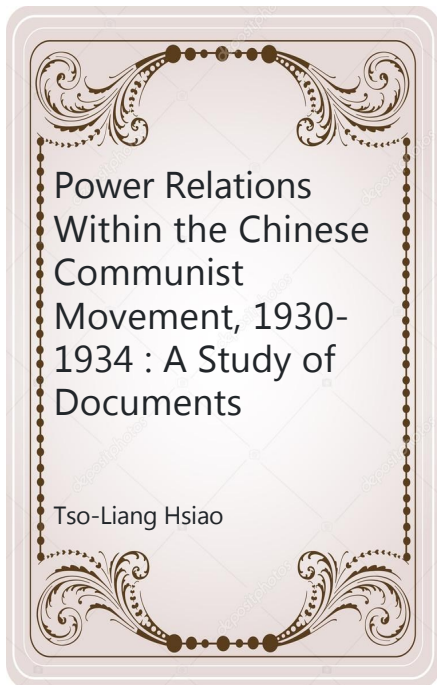 Power Relations
Within the Chinese
Communist
Movement, 1930-
1934 : A Study of
Documents
Tso-Liang Hsiao